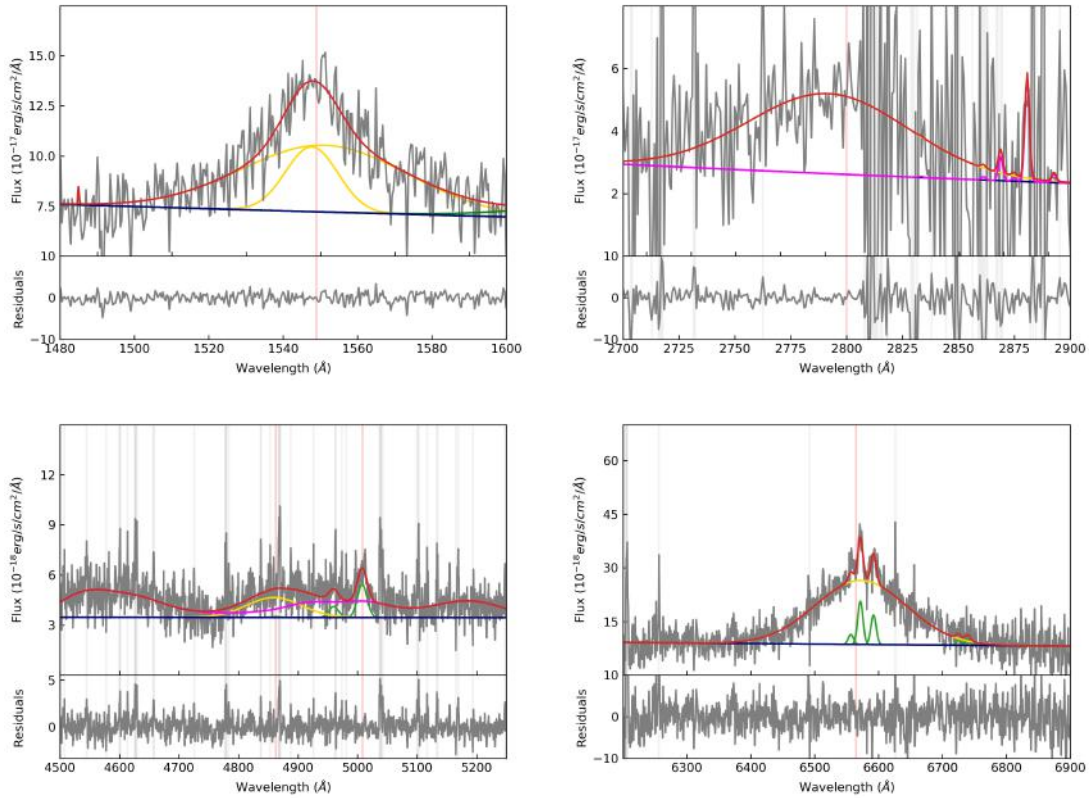 Flux (10⁻¹⁷erg/s/cm²/Å)
15.0
12.5
10.0
7.5
10
Residuals
0
−10
1480 1500 1520 1540 1560 1580 1600
Wavelength (Å)
Flux (10⁻¹⁷erg/s/cm²/Å)
6
4
2
10
Residuals
0
−10
2700 2725 2750 2775 2800 2825 2850 2875 2900
Wavelength (Å)
Flux (10⁻¹⁸erg/s/cm²/Å)
12
9
6
3
Residuals
5
0
4500 4600 4700 4800 4900 5000 5100 5200
Wavelength (Å)
Flux (10⁻¹⁸erg/s/cm²/Å)
60
45
30
15
10
Residuals
0
−10
6300 6400 6500 6600 6700 6800 6900
Wavelength (Å)